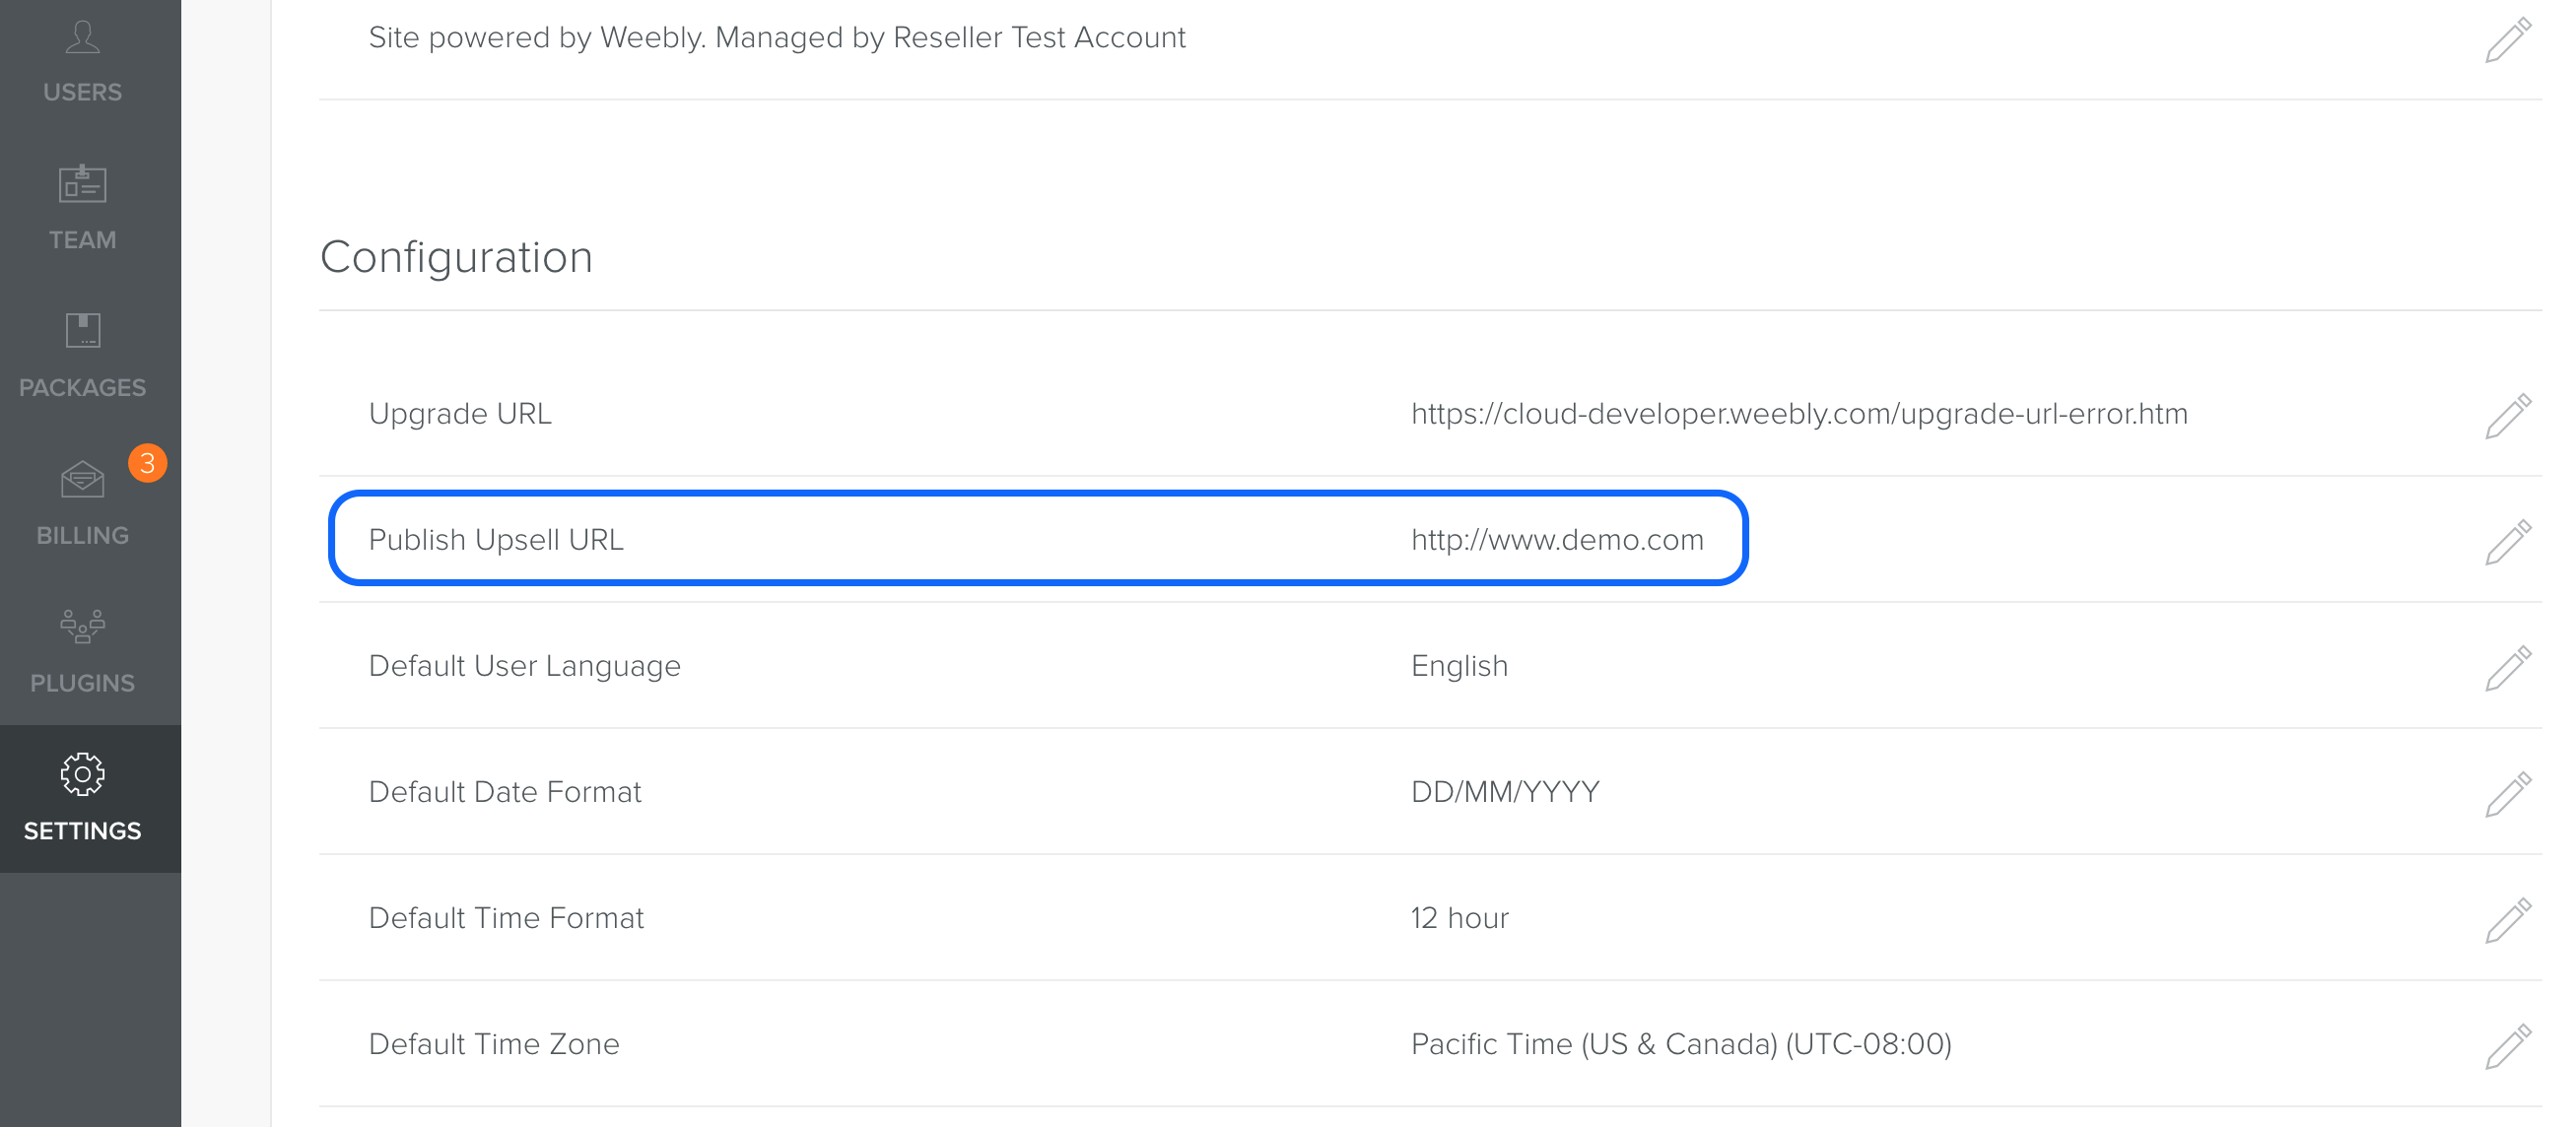 USERS
TEAM
PACKAGES
3
BILLING
PLUGINS
SETTINGS
Site powered by Weebly. Managed by Reseller Test Account
Configuration
Upgrade URL https://cloud-developer.weebly.com/upgrade-url-error.htm
Publish Upsell URL http://www.demo.com
Default User Language English
Default Date Format DD/MM/YYYY
Default Time Format 12 hour
Default Time Zone Pacific Time (US & Canada) (UTC-08:00)